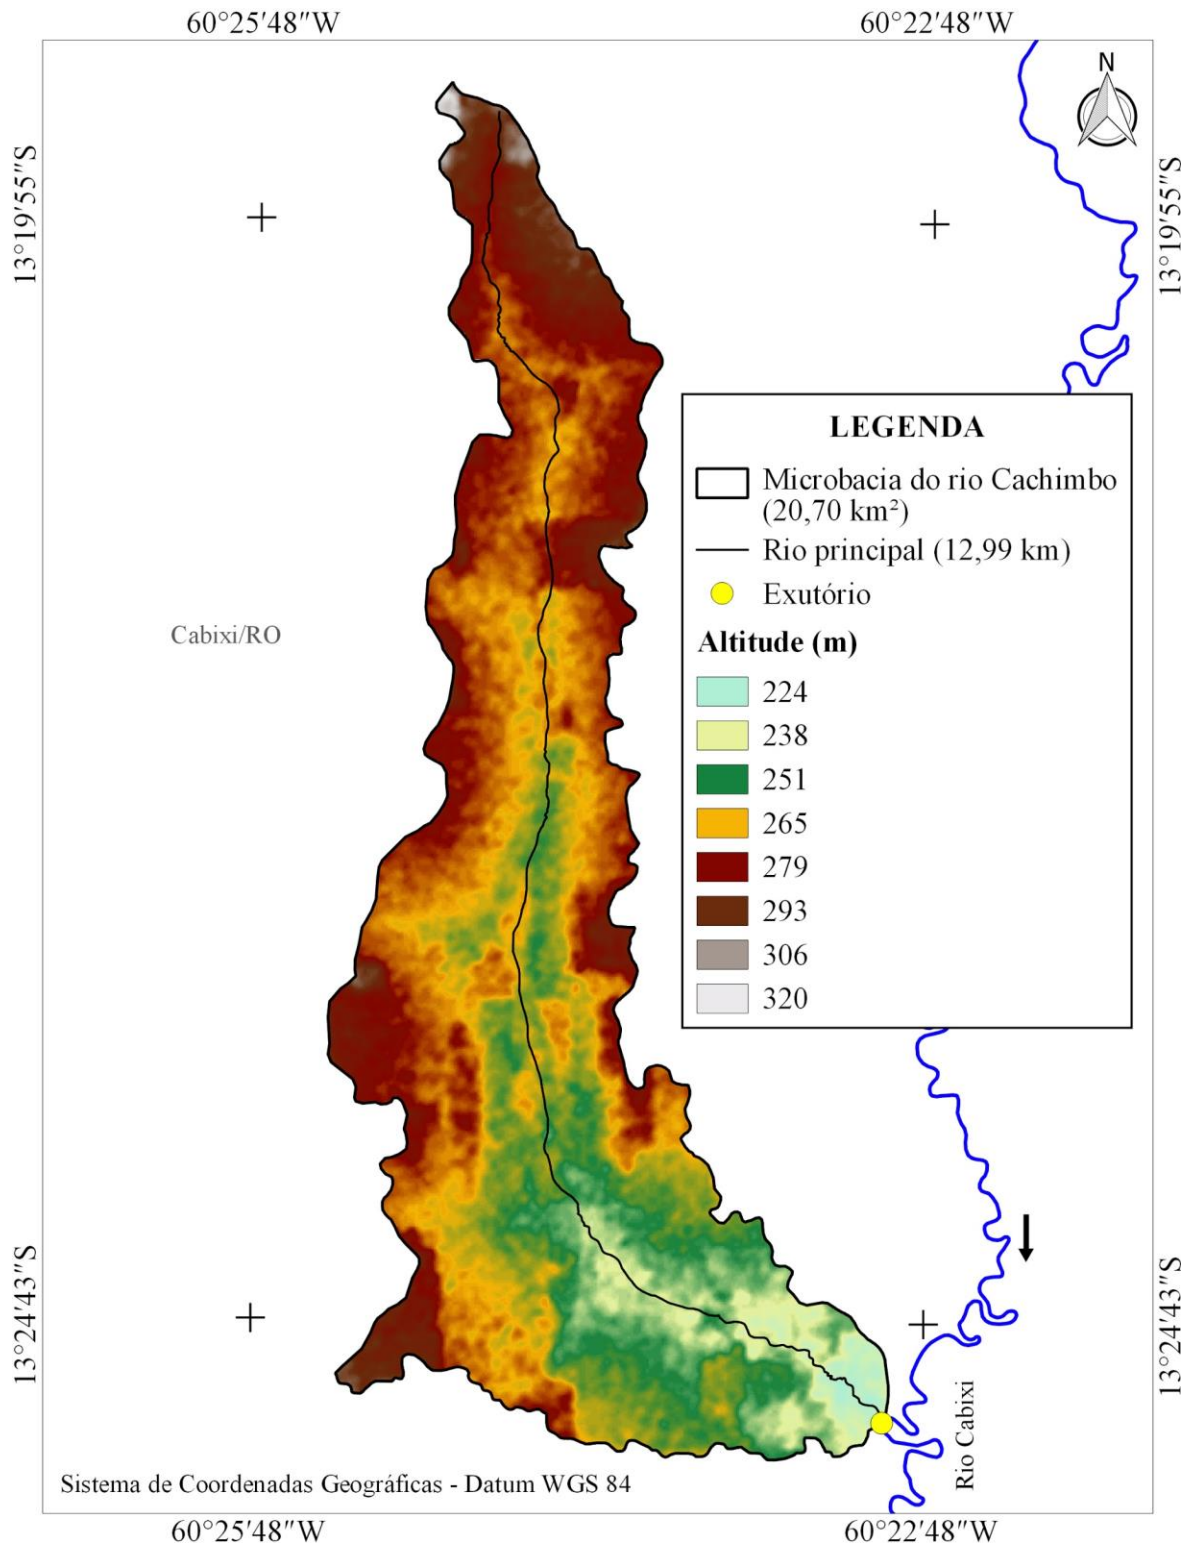 60°25'48"W
60°22'48"W
N
13°19'55"S
13°19'55"S
LEGENDA
Microbacia do rio Cachimbo
(20,70 km²)
Rio principal (12,99 km)
Exutório
Cabixi/RO
Altitude (m)
224
238
251
265
279
293
306
320
13°24'43"S
13°24'43"S
Rio Cabixi
Sistema de Coordenadas Geográficas - Datum WGS 84
60°25'48"W
60°22'48"W